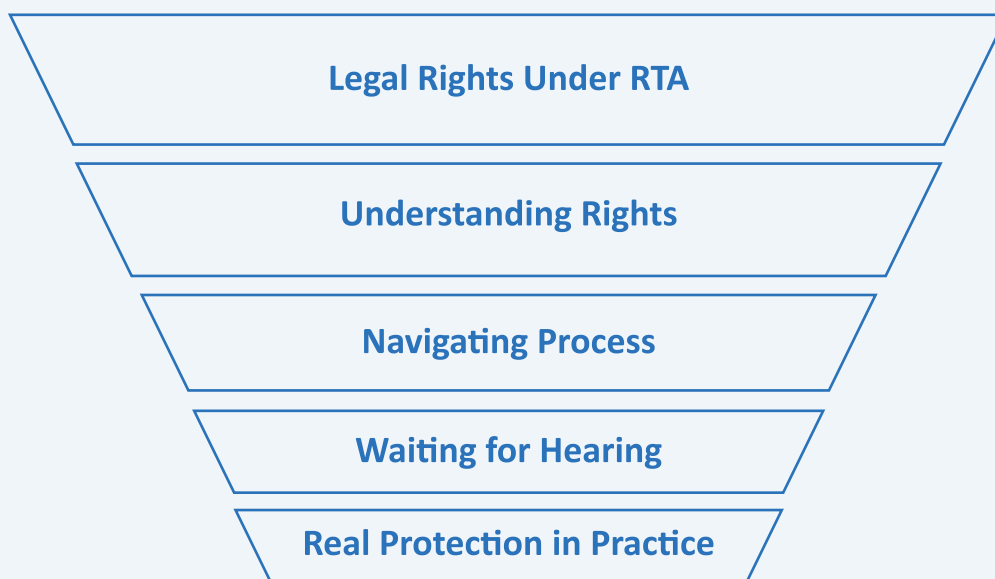 Legal Rights Under RTA
Understanding Rights
Navigating Process
Waiting for Hearing
Real Protection in Practice